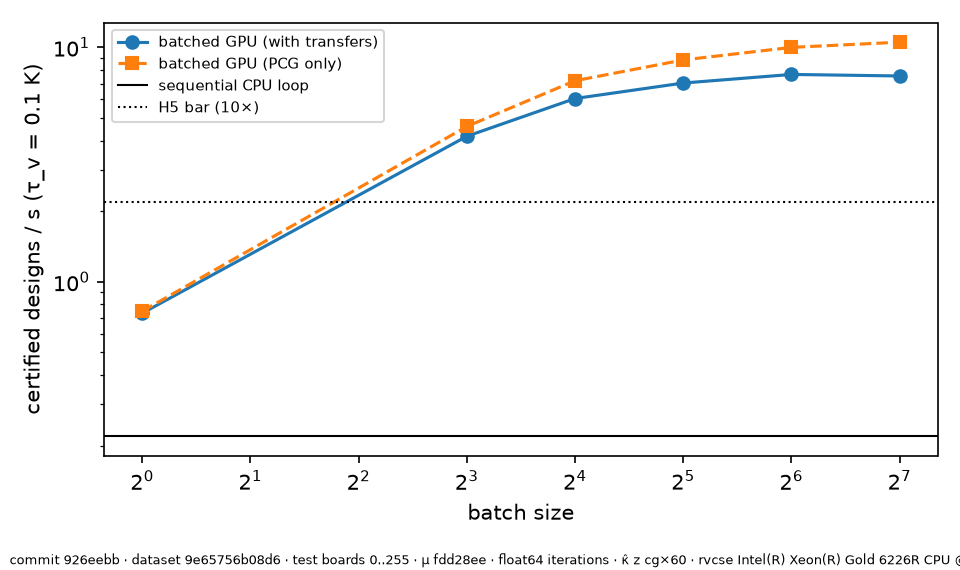 10¹
10⁰
certified designs / s (τ_v = 0.1 K)
batched GPU (with transfers)
batched GPU (PCG only)
sequential CPU loop
H5 bar (10×)
2⁰ 2¹ 2² 2³ 2⁴ 2⁵ 2⁶ 2⁷
batch size
commit 926eebb · dataset 9e65756b08d6 · test boards 0..255 · μ fdd28ee · float64 iterations · κ̂ z cg×60 · rvcse Intel(R) Xeon(R) Gold 6226R CPU @